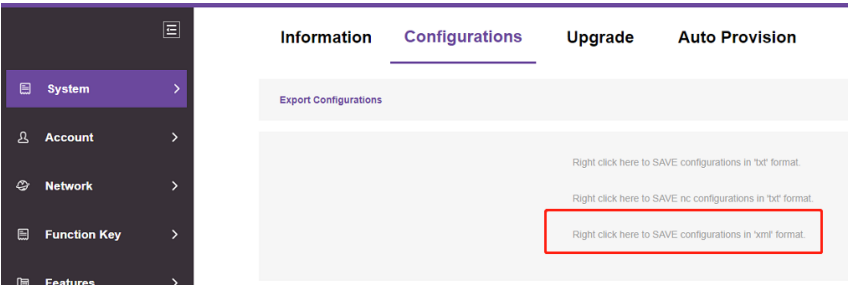 Information Configurations Upgrade Auto Provision
System
Account
Network
Function Key
Features
Export Configurations
Right click here to SAVE configurations in 'txt' format.
Right click here to SAVE nc configurations in 'txt' format.
Right click here to SAVE configurations in 'xml' format.